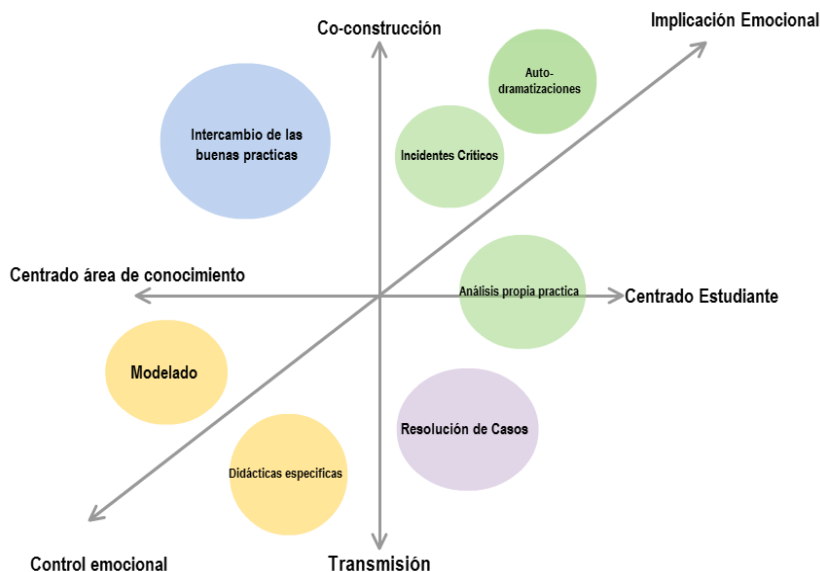 Implicación Emocional
Co-construcción
Auto-
dramatizaciones
Intercambio de las
buenas practicas
Incidentes Criticos
Centrado área de conocimiento
Análisis propia practica
Centrado Estudiante
Modelado
Resolución de Casos
Didácticas especificas
Control emocional
Transmisión